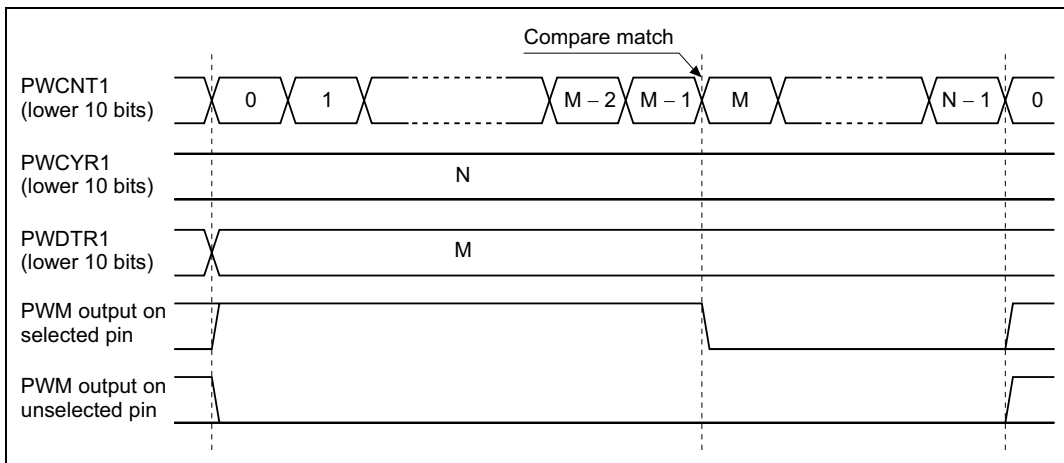 Compare match
PWCNT1
(lower 10 bits)
0 1 M – 2 M – 1 M N – 1 0
PWCYR1
(lower 10 bits)
N
PWDTR1
(lower 10 bits)
M
PWM output on
selected pin
PWM output on
unselected pin